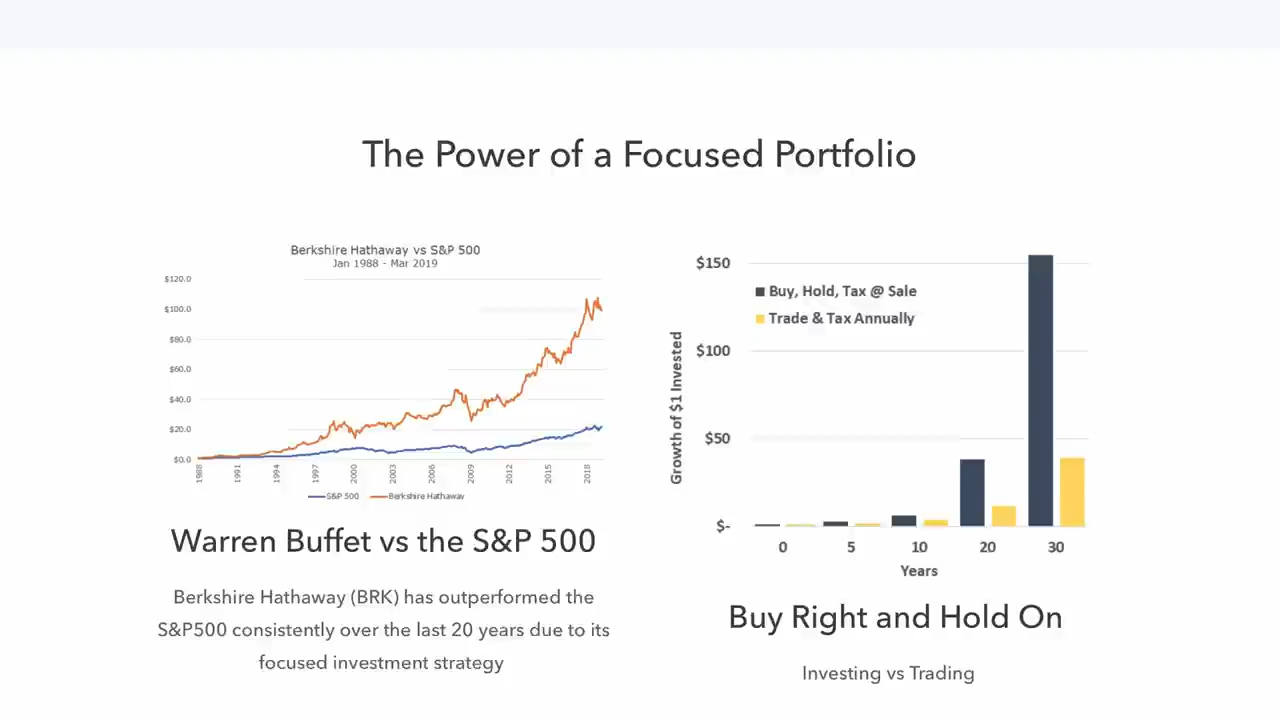 The Power of a Focused Portfolio
Berkshire Hathaway vs S&P 500
Jan 1988 - Mar 2019
$120.0
$100.0
$80.0
$60.0
$40.0
$20.0
$0.0
1988
1991
1994
1997
2000
2003
2006
2009
2012
2015
2018
S&P 500
Berkshire Hathaway
Warren Buffet vs the S&P 500
Berkshire Hathaway (BRK) has outperformed the
S&P500 consistently over the last 20 years due to its
focused investment strategy
Growth of $1 Invested
$150
$100
$50
$-
Buy, Hold, Tax @ Sale
Trade & Tax Annually
0
5
10
20
30
Years
Buy Right and Hold On
Investing vs Trading